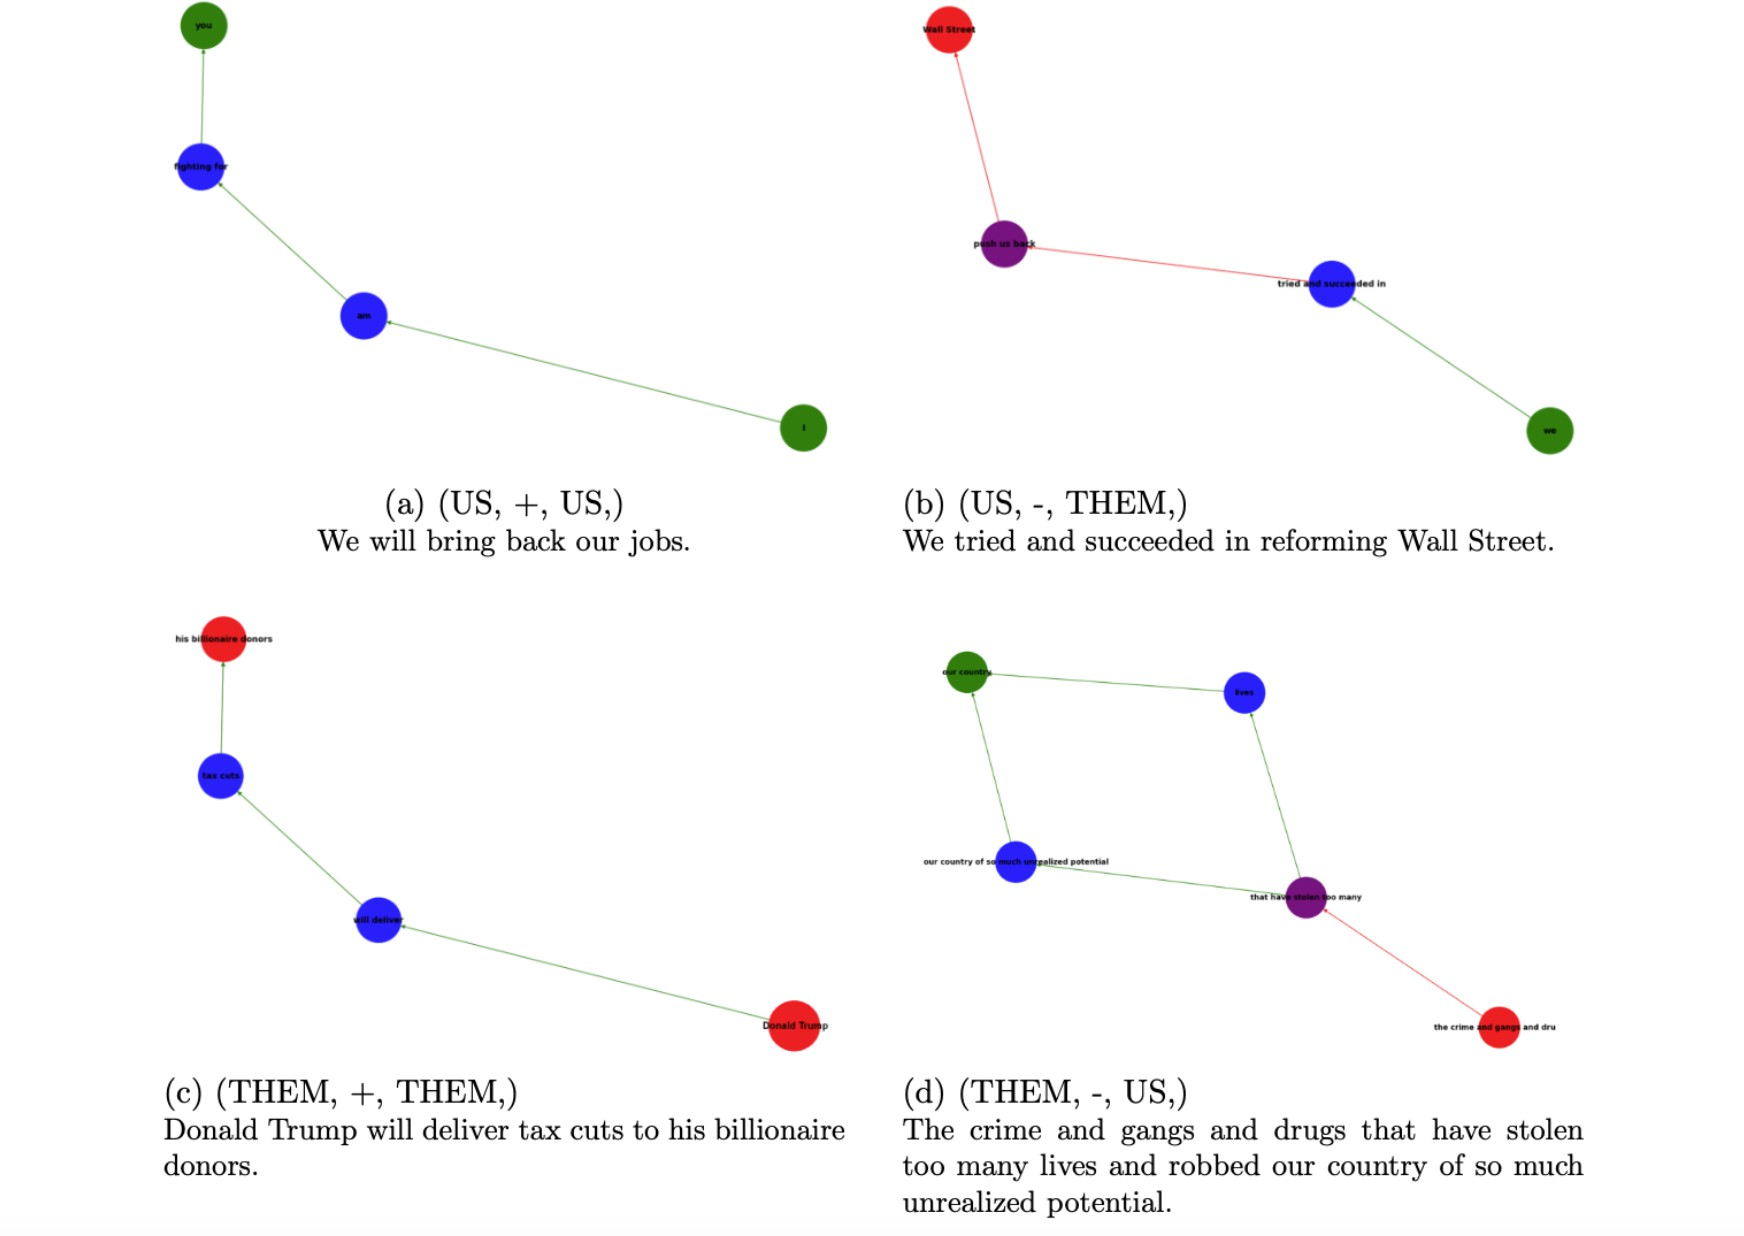 you
fighting for
am
I
(a) (US, +, US,)
We will bring back our jobs.
Wall Street
push us back
tried and succeeded in
we
(b) (US, -, THEM,)
We tried and succeeded in reforming Wall Street.
his billionaire donors
tax cuts
will deliver
Donald Trump
(c) (THEM, +, THEM,)
Donald Trump will deliver tax cuts to his billionaire
donors.
our country
lives
our country of so much unrealized potential
that have stolen too many
the crime and gangs and dru
(d) (THEM, -, US,)
The crime and gangs and drugs that have stolen
too many lives and robbed our country of so much
unrealized potential.